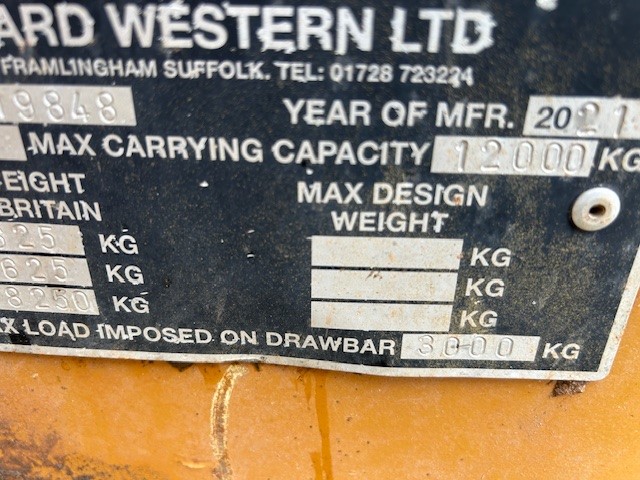 ARD WESTERN LTD
FRAMLINGHAM SUFFOLK. TEL: 01728 723224
19848 YEAR OF MFR. 2021
MAX CARRYING CAPACITY 12000 KG
EIGHT MAX DESIGN
BRITAIN WEIGHT
625 KG KG
625 KG KG
8250 KG KG
X LOAD IMPOSED ON DRAWBAR 3000 KG